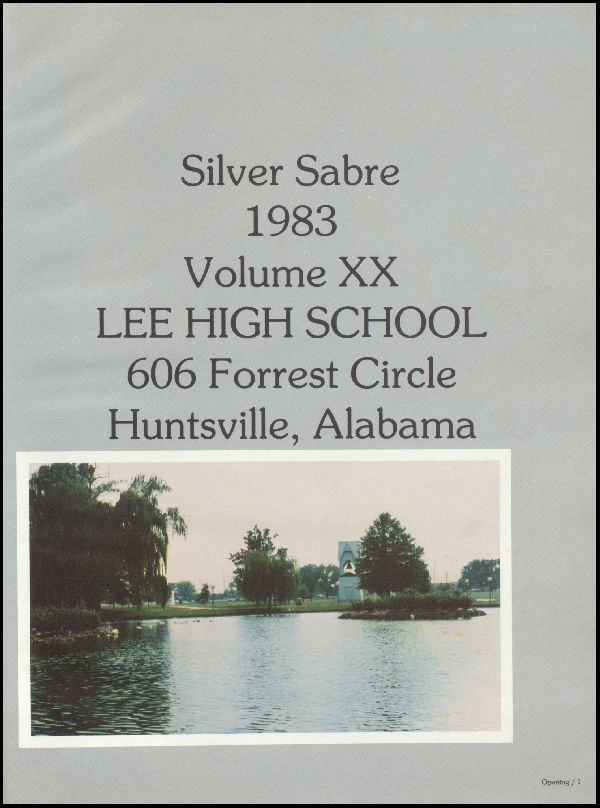 Silver Sabre
1983
Volume XX
LEE HIGH SCHOOL
606 Forrest Circle
Huntsville, Alabama
Opening / 1